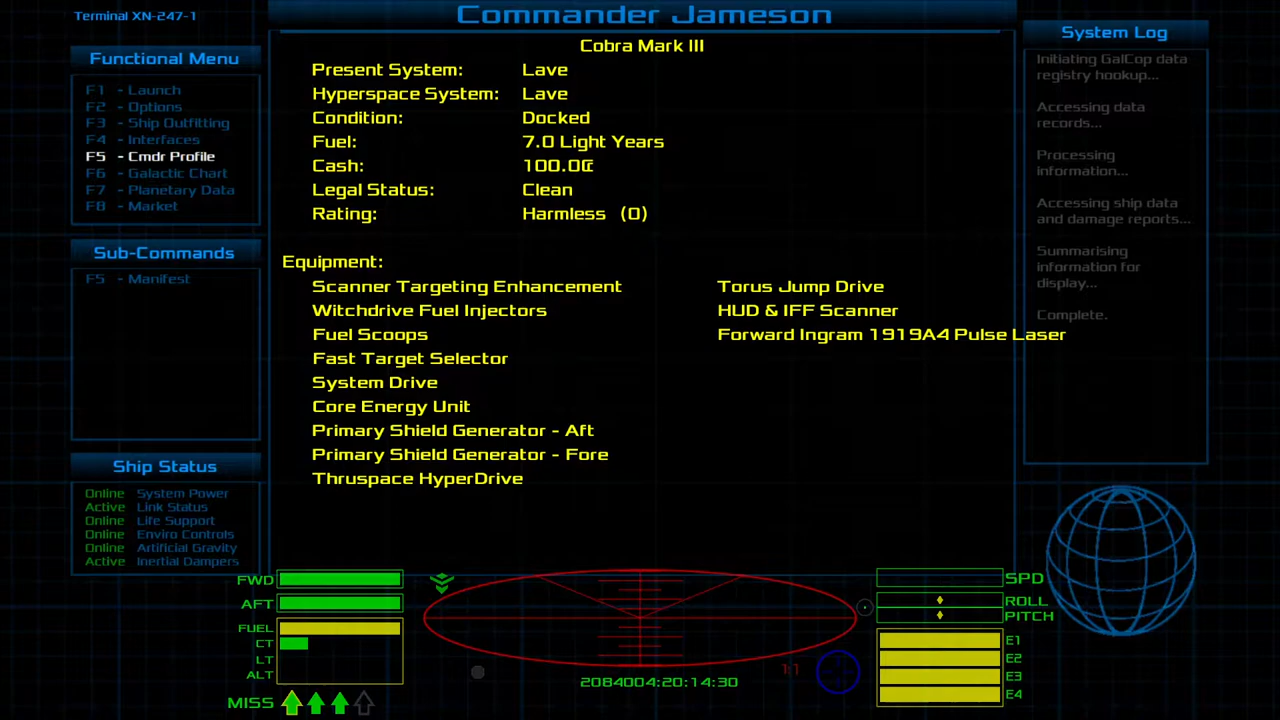 Terminal XN-247-1
Commander Jameson
Functional Menu
F1 - Launch
F2 - Options
F3 - Ship Outfitting
F4 - Interfaces
F5 - Cmdr Profile
F6 - Galactic Chart
F7 - Planetary Data
F8 - Market
Sub-Commands
F5 - Manifest
Ship Status
Online System Power
Active Link Status
Online Life Support
Online Enviro Controls
Online Artificial Gravity
Active Inertial Dampers
Cobra Mark III
Present System: Lave
Hyperspace System: Lave
Condition: Docked
Fuel: 7.0 Light Years
Cash: 100.0₢
Legal Status: Clean
Rating: Harmless (0)
Equipment:
Scanner Targeting Enhancement
Witchdrive Fuel Injectors
Fuel Scoops
Fast Target Selector
System Drive
Core Energy Unit
Primary Shield Generator - Aft
Primary Shield Generator - Fore
Thruspace HyperDrive
Torus Jump Drive
HUD & IFF Scanner
Forward Ingram 1919A4 Pulse Laser
System Log
Initiating GalCop data
registry hookup...
Accessing data
records...
Processing
information...
Accessing ship data
and damage reports...
Summarising
information for
display...
Complete.
FWD
AFT
FUEL
CT
LT
ALT
MISS
2084004:20:14:30
1:1
SPD
ROLL
PITCH
E1
E2
E3
E4